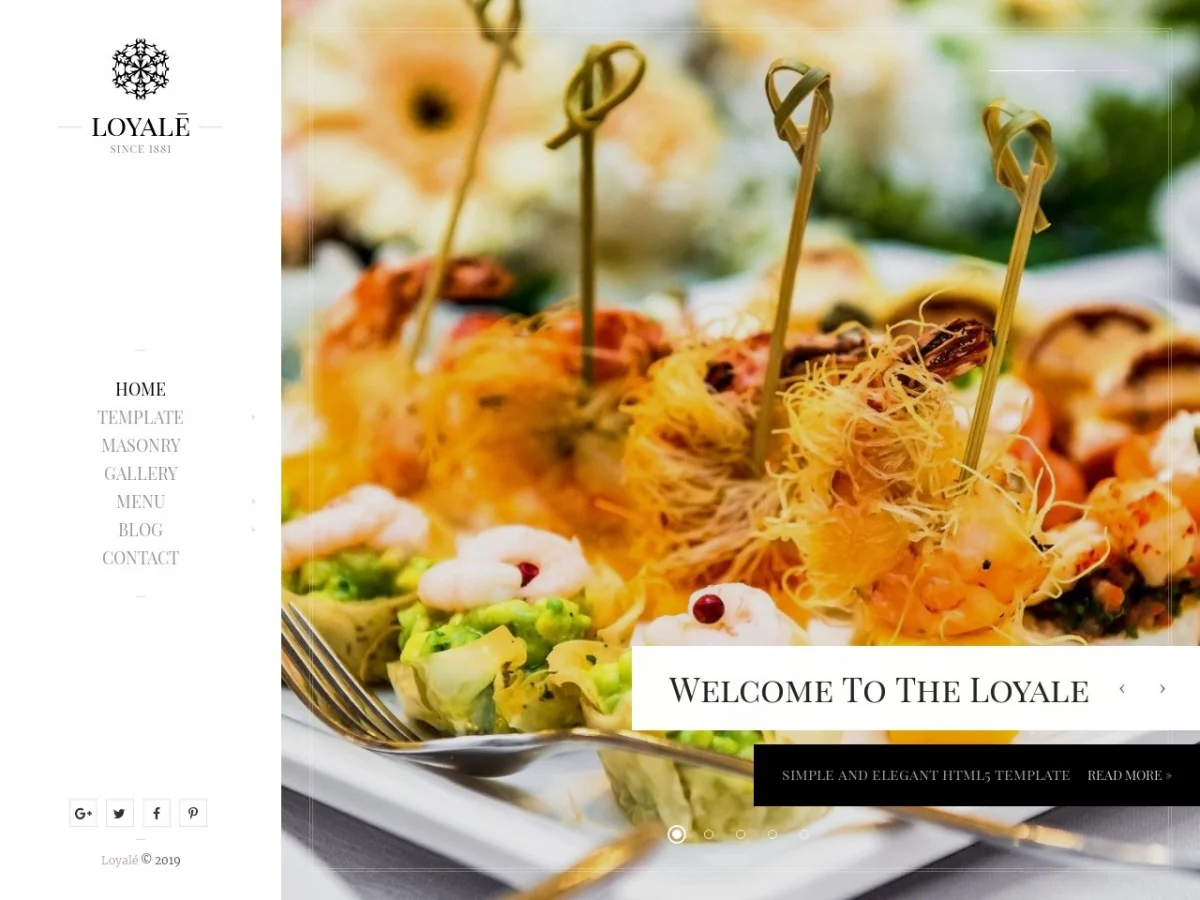 LOYALĒ
SINCE 1881
HOME
TEMPLATE
MASONRY
GALLERY
MENU
BLOG
CONTACT
G+
Loyalé © 2019
WELCOME TO THE LOYALE
SIMPLE AND ELEGANT HTML5 TEMPLATE READ MORE »